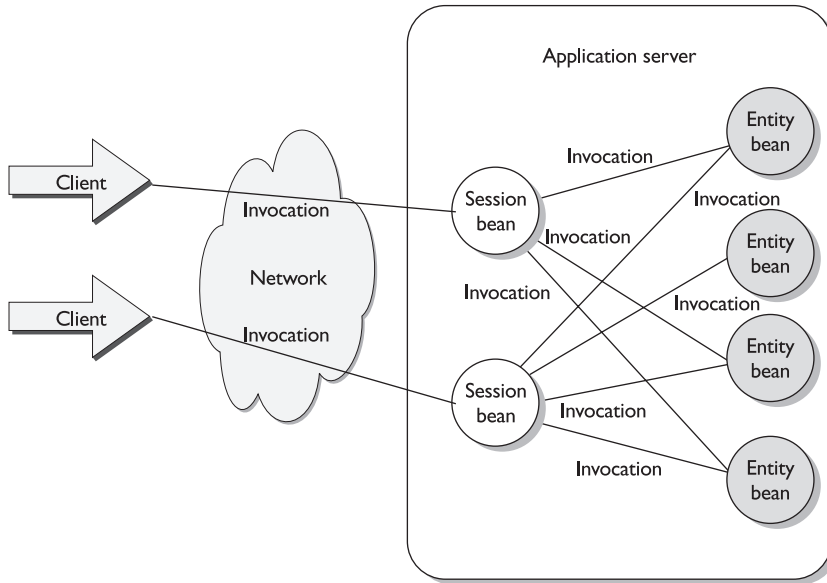 Application server
Entity
bean
Invocation
Client
Session
bean
Invocation
Invocation
Entity
bean
Invocation
Network
Invocation
Invocation
Client
Invocation
Entity
bean
Session
bean
Invocation
Invocation
Entity
bean